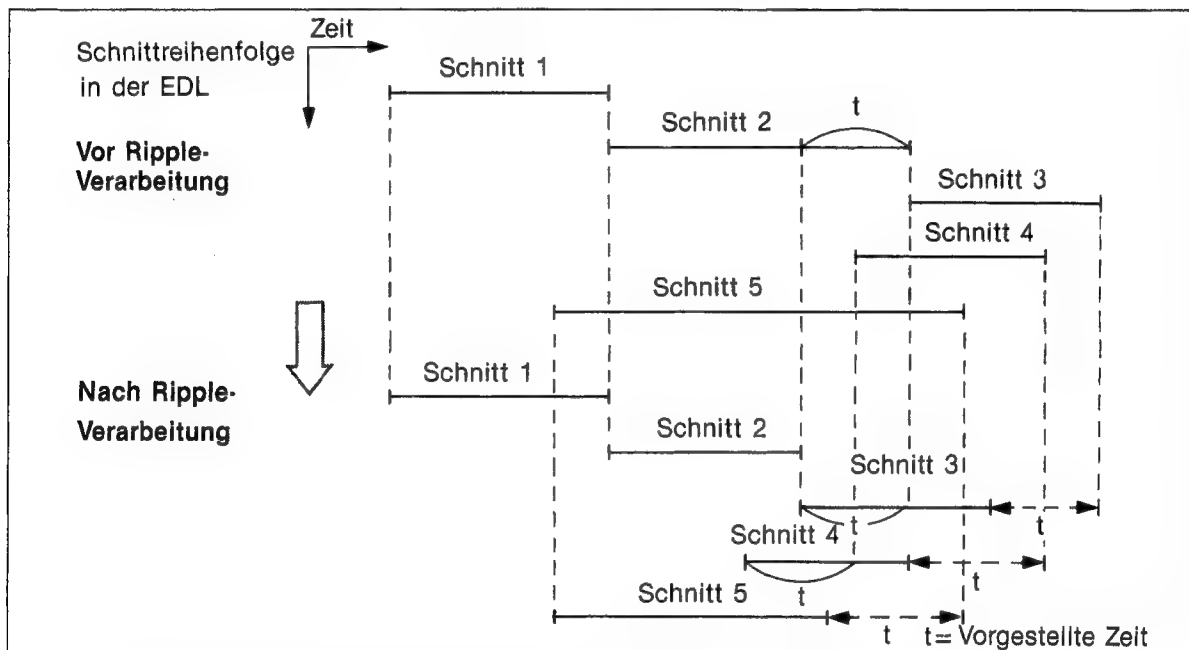 Zeit
Schnittreihenfolge
in der EDL
Schnitt 1
t
Schnitt 2
Vor Ripple-
Verarbeitung
Schnitt 3
Schnitt 4
Schnitt 5
Schnitt 1
Nach Ripple-
Verarbeitung
Schnitt 2
Schnitt 3
t
t
Schnitt 4
t
t
Schnitt 5
t
t= Vorgestellte Zeit